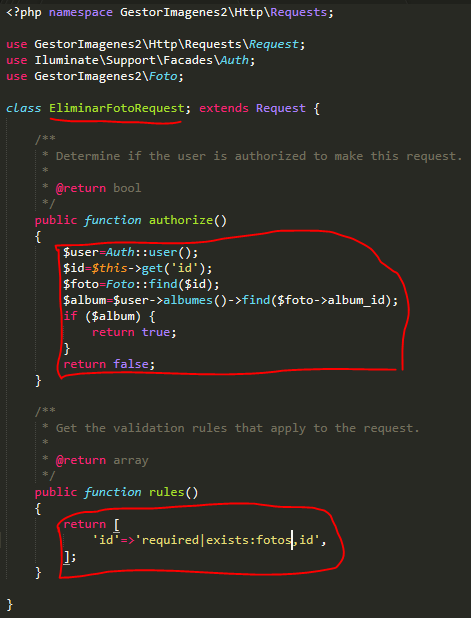 <?php namespace GestorImagenes2\Http\Requests;
use GestorImagenes2\Http\Requests\Request;
use Iluminate\Support\Facades\Auth;
use GestorImagenes2\Foto;
class EliminarFotoRequest; extends Request {
/**
* Determine if the user is authorized to make this request.
*
* @return bool
*/
public function authorize()
{
$user=Auth::user();
$id=$this->get('id');
$foto=Foto::find($id);
$album=$user->albumes()->find($foto->album_id);
if ($album) {
return true;
}
return false;
}
/**
* Get the validation rules that apply to the request.
*
* @return array
*/
public function rules()
{
return [
'id'=>'required|exists:fotos,id',
];
}
}